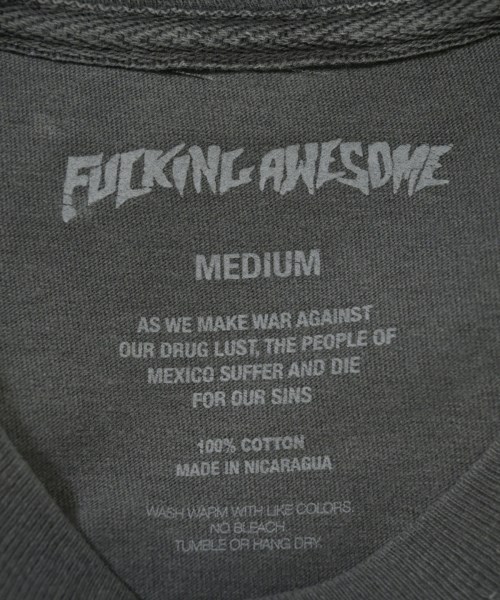 FUCKING AWESOME
MEDIUM
AS WE MAKE WAR AGAINST
OUR DRUG LUST, THE PEOPLE OF
MEXICO SUFFER AND DIE
FOR OUR SINS
100% COTTON
MADE IN NICARAGUA
WASH WARM WITH LIKE COLORS.
NO BLEACH.
TUMBLE OR HANG DRY.